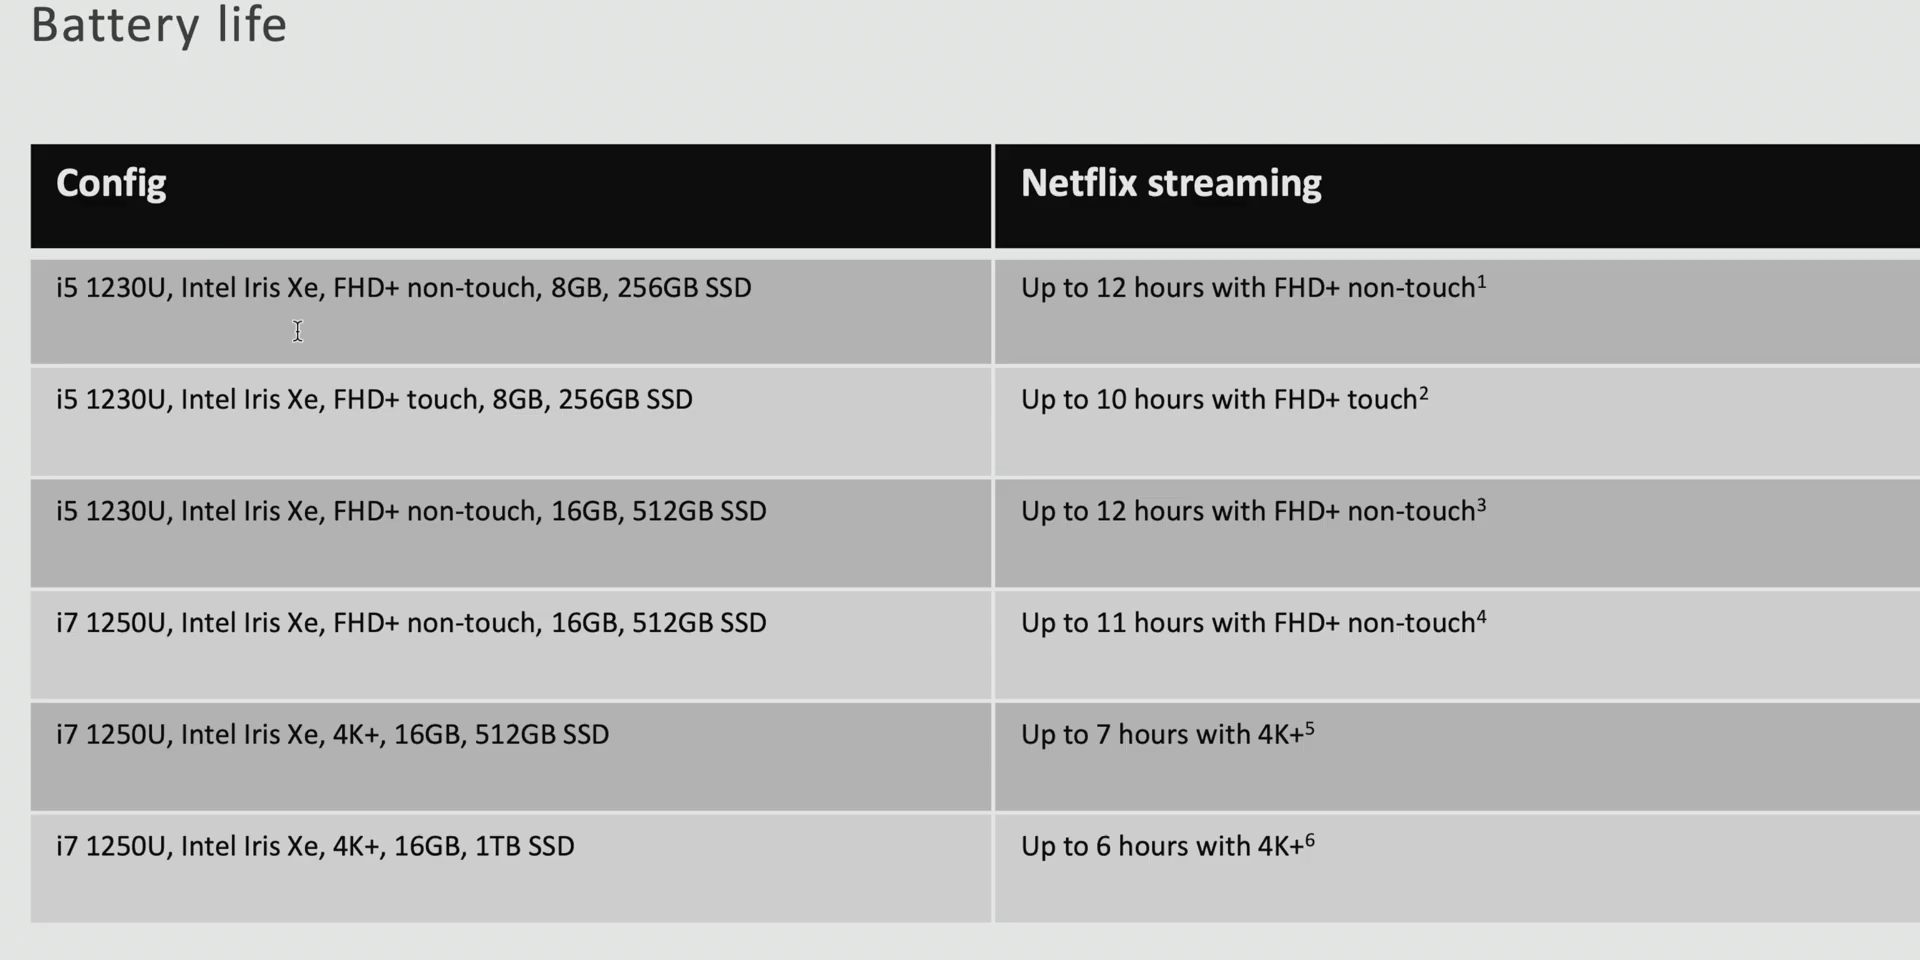 Battery life
Config
Netflix streaming
i5 1230U, Intel Iris Xe, FHD+ non-touch, 8GB, 256GB SSD
Up to 12 hours with FHD+ non-touch¹
i5 1230U, Intel Iris Xe, FHD+ touch, 8GB, 256GB SSD
Up to 10 hours with FHD+ touch²
i5 1230U, Intel Iris Xe, FHD+ non-touch, 16GB, 512GB SSD
Up to 12 hours with FHD+ non-touch³
i7 1250U, Intel Iris Xe, FHD+ non-touch, 16GB, 512GB SSD
Up to 11 hours with FHD+ non-touch⁴
i7 1250U, Intel Iris Xe, 4K+, 16GB, 512GB SSD
Up to 7 hours with 4K+⁵
i7 1250U, Intel Iris Xe, 4K+, 16GB, 1TB SSD
Up to 6 hours with 4K+⁶